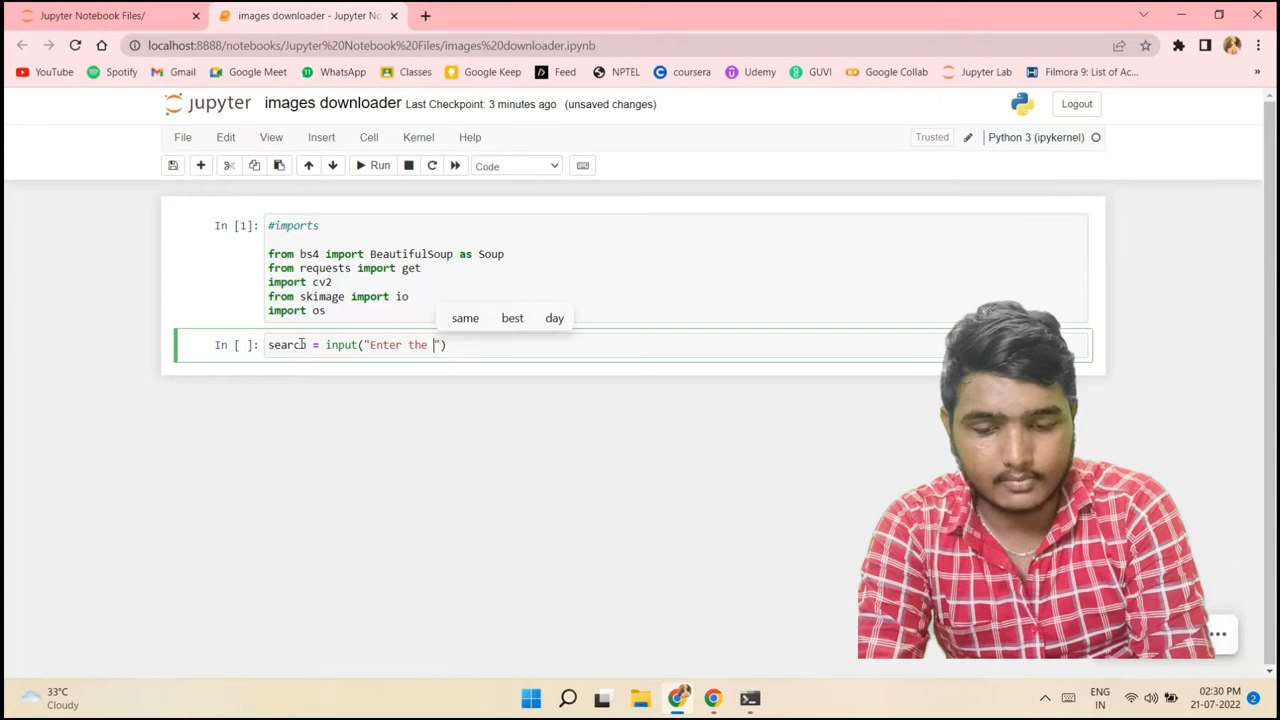 Jupyter Notebook Files/
images downloader - Jupyter No
localhost:8888/notebooks/Jupyter%20Notebook%20Files/images%20downloader.ipynb
YouTube Spotify Gmail Google Meet WhatsApp Classes Google Keep Feed NPTEL coursera Udemy GUVI Google Collab Jupyter Lab Filmora 9: List of Ac...
jupyter images downloader Last Checkpoint: 3 minutes ago (unsaved changes) Logout
File Edit View Insert Cell Kernel Help Trusted Python 3 (ipykernel)
Run Code
In [1]: #imports
from bs4 import BeautifulSoup as Soup
from requests import get
import cv2
from skimage import io
import os
same best day
In [ ]: search = input("Enter the ")
33°C
Cloudy
ENG
IN
02:30 PM
21-07-2022
2